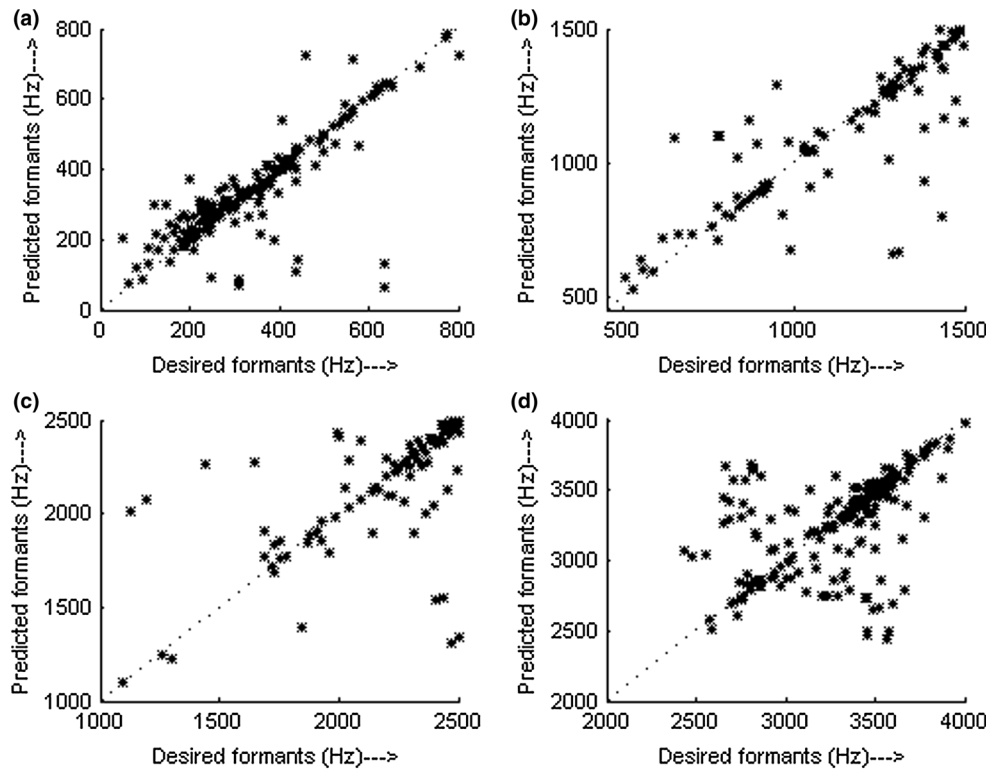 (a)
800
600
400
200
0
0 200 400 600 800
Predicted formants (Hz)--->
Desired formants (Hz)--->
(b)
1500
1000
500
500 1000 1500
Predicted formants (Hz)--->
Desired formants (Hz)--->
(c)
2500
2000
1500
1000
1000 1500 2000 2500
Predicted formants (Hz)--->
Desired formants (Hz)--->
(d)
4000
3500
3000
2500
2000
2000 2500 3000 3500 4000
Predicted formants (Hz)--->
Desired formants (Hz)--->